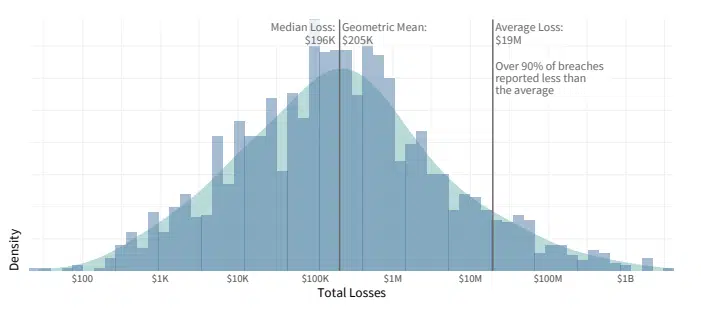 Median Loss:
$196K
Geometric Mean:
$205K
Average Loss:
$19M
Over 90% of breaches
reported less than
the average
Density
$100
$1K
$10K
$100K
$1M
$10M
$100M
$1B
Total Losses